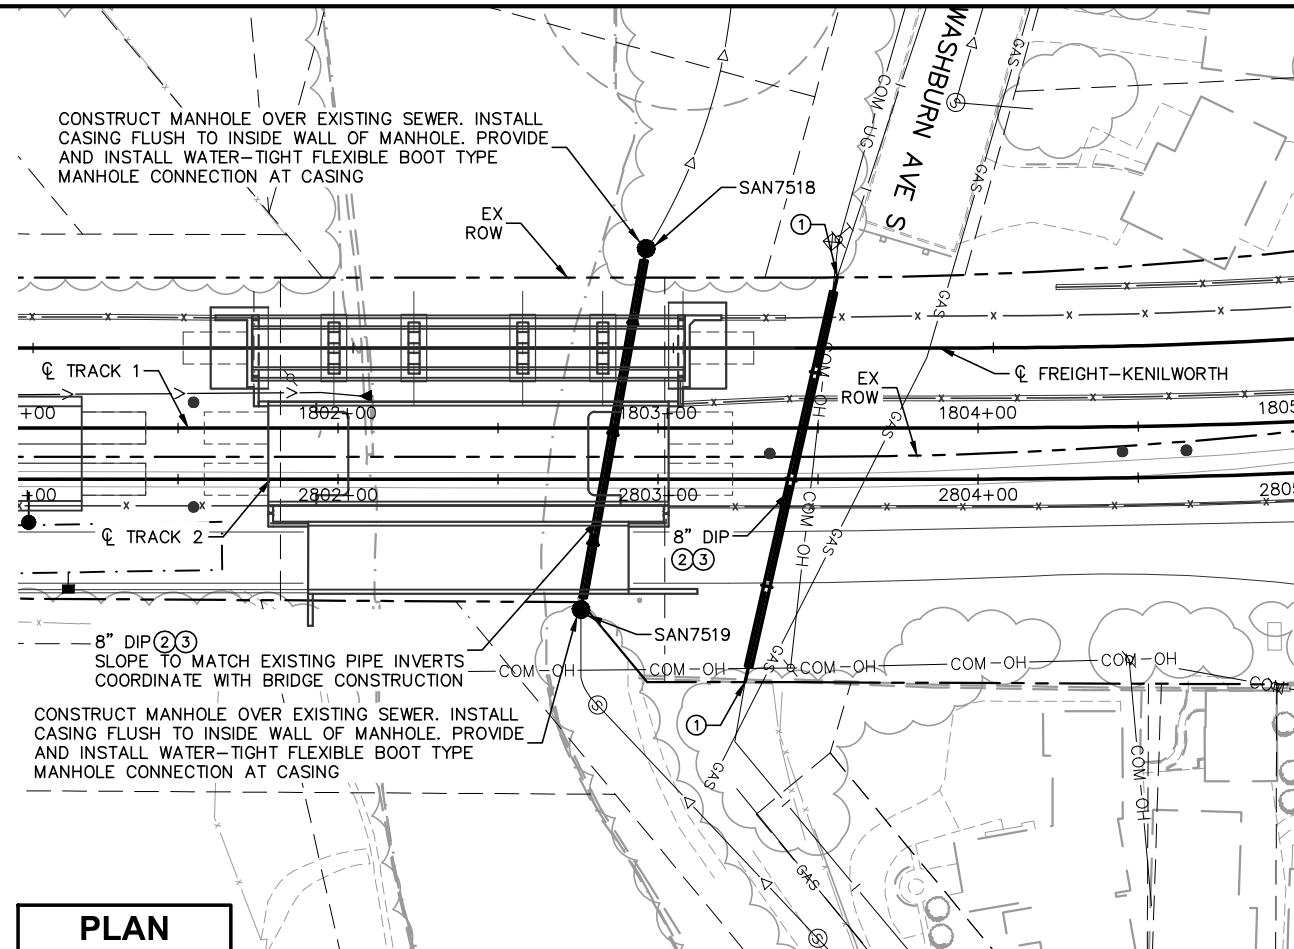 CONSTRUCT MANHOLE OVER EXISTING SEWER. INSTALL
CASING FLUSH TO INSIDE WALL OF MANHOLE. PROVIDE
AND INSTALL WATER-TIGHT FLEXIBLE BOOT TYPE
MANHOLE CONNECTION AT CASING
SAN7518
EX
ROW
1
WASHBURN AVE S
COM-UG
GAS
GAS
S
GAS
℄ TRACK 1
℄ FREIGHT-KENILWORTH
EX
ROW
COM-OH
GAS
+00
1802+00
1803+00
1804+00
1805
+00
2802+00
2803+00
2804+00
2805
℄ TRACK 2
8" DIP
2 3
COM-OH
GAS
8" DIP 2 3
SLOPE TO MATCH EXISTING PIPE INVERTS
COORDINATE WITH BRIDGE CONSTRUCTION
SAN7519
COM-OH
COM-OH
GAS
COM-OH
COM-OH
COM-OH
COM
CONSTRUCT MANHOLE OVER EXISTING SEWER. INSTALL
CASING FLUSH TO INSIDE WALL OF MANHOLE. PROVIDE
AND INSTALL WATER-TIGHT FLEXIBLE BOOT TYPE
MANHOLE CONNECTION AT CASING
S
1
GAS
COM-OH
GAS
S
PLAN